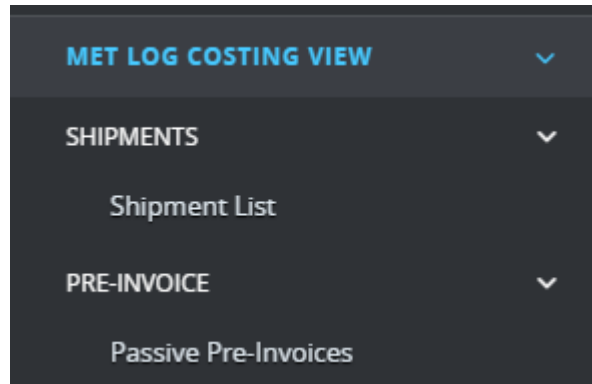 MET LOG COSTING VIEW
SHIPMENTS
Shipment List
PRE-INVOICE
Passive Pre-Invoices